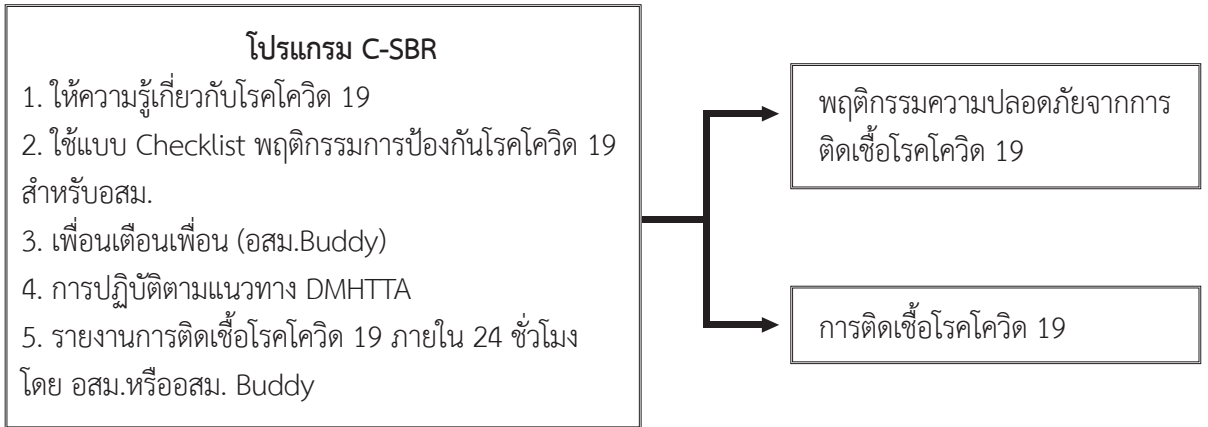 โปรแกรม C-SBR
1. ให้ความรู้เกี่ยวกับโรคโควิด 19
2. ใช้แบบ Checklist พฤติกรรมการป้องกันโรคโควิด 19
สำหรับอสม.
3. เพื่อนเตือนเพื่อน (อสม.Buddy)
4. การปฏิบัติตามแนวทาง DMHTTA
5. รายงานการติดเชื้อโรคโควิด 19 ภายใน 24 ชั่วโมง
โดย อสม.หรืออสม. Buddy
พฤติกรรมความปลอดภัยจากการ
ติดเชื้อโรคโควิด 19
การติดเชื้อโรคโควิด 19